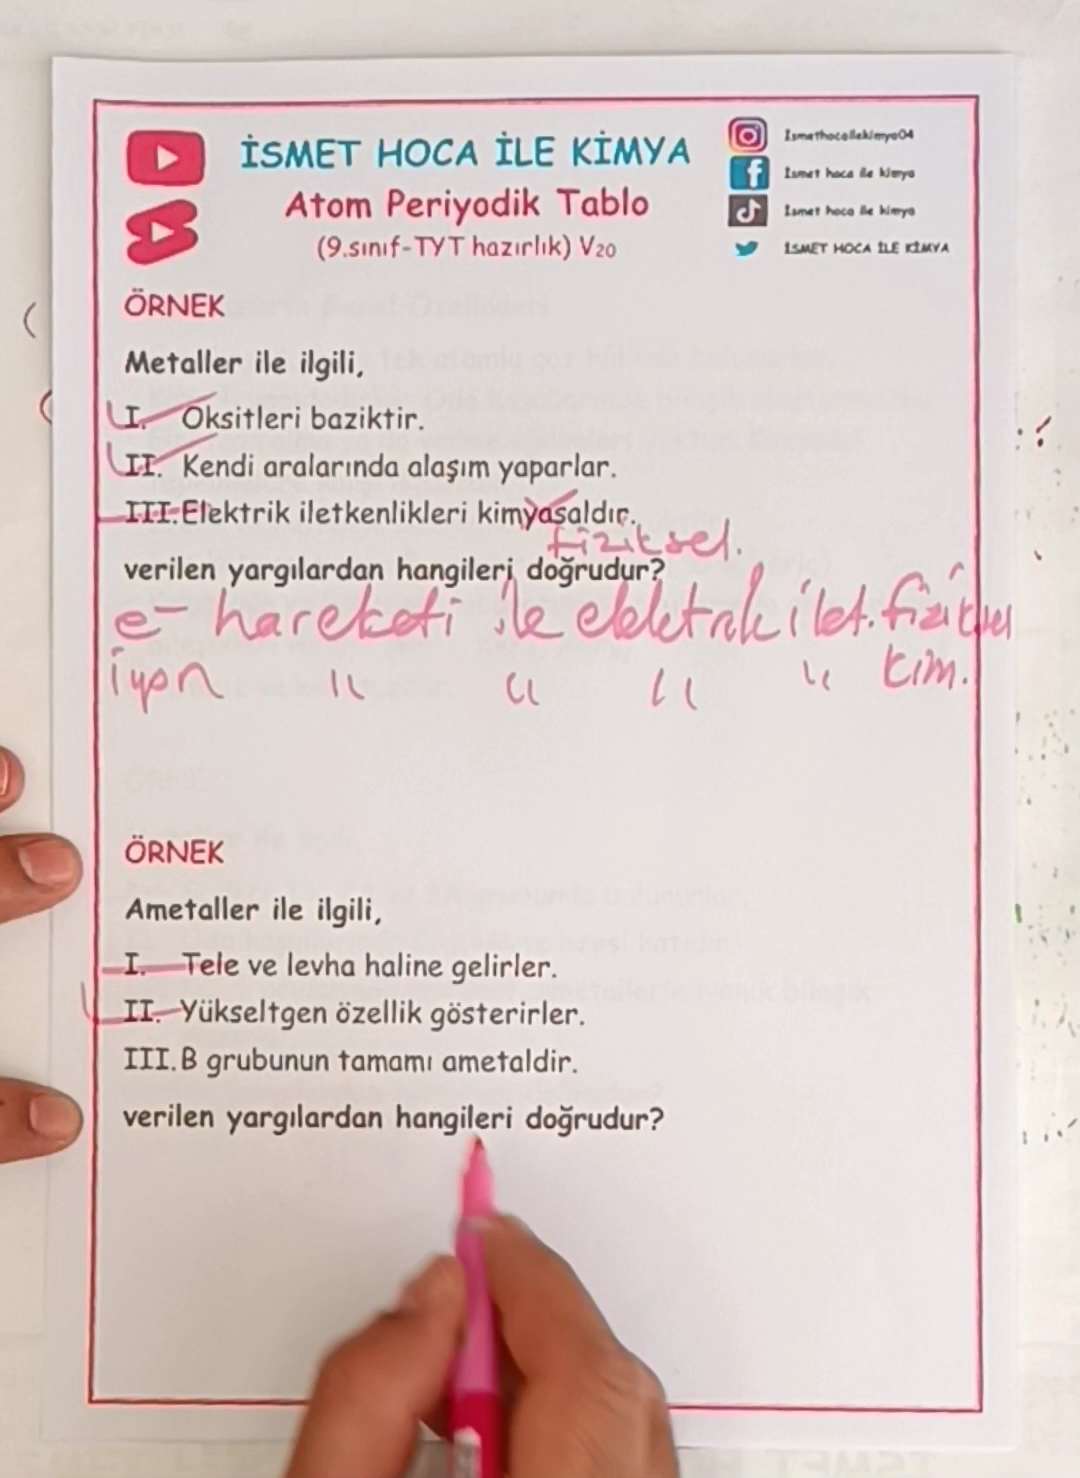 İSMET HOCA İLE KİMYA
Atom Periyodik Tablo
(9.sınıf-TYT hazırlık) V20
İsmethocailekimya04
İsmet hoca ile kimya
İsmet hoca ile kimya
İSMET HOCA İLE KİMYA
ÖRNEK
Metaller ile ilgili,
I. Oksitleri baziktir.
II. Kendi aralarında alaşım yaparlar.
III. Elektrik iletkenlikleri kimyasaldır.
fiziksel.
verilen yargılardan hangileri doğrudur?
e- hareketi ile elektrik ilet. fiziksel
iyon " " " " kim.
ÖRNEK
Ametaller ile ilgili,
I. Tele ve levha haline gelirler.
II. Yükseltgen özellik gösterirler.
III. B grubunun tamamı ametaldir.
verilen yargılardan hangileri doğrudur?